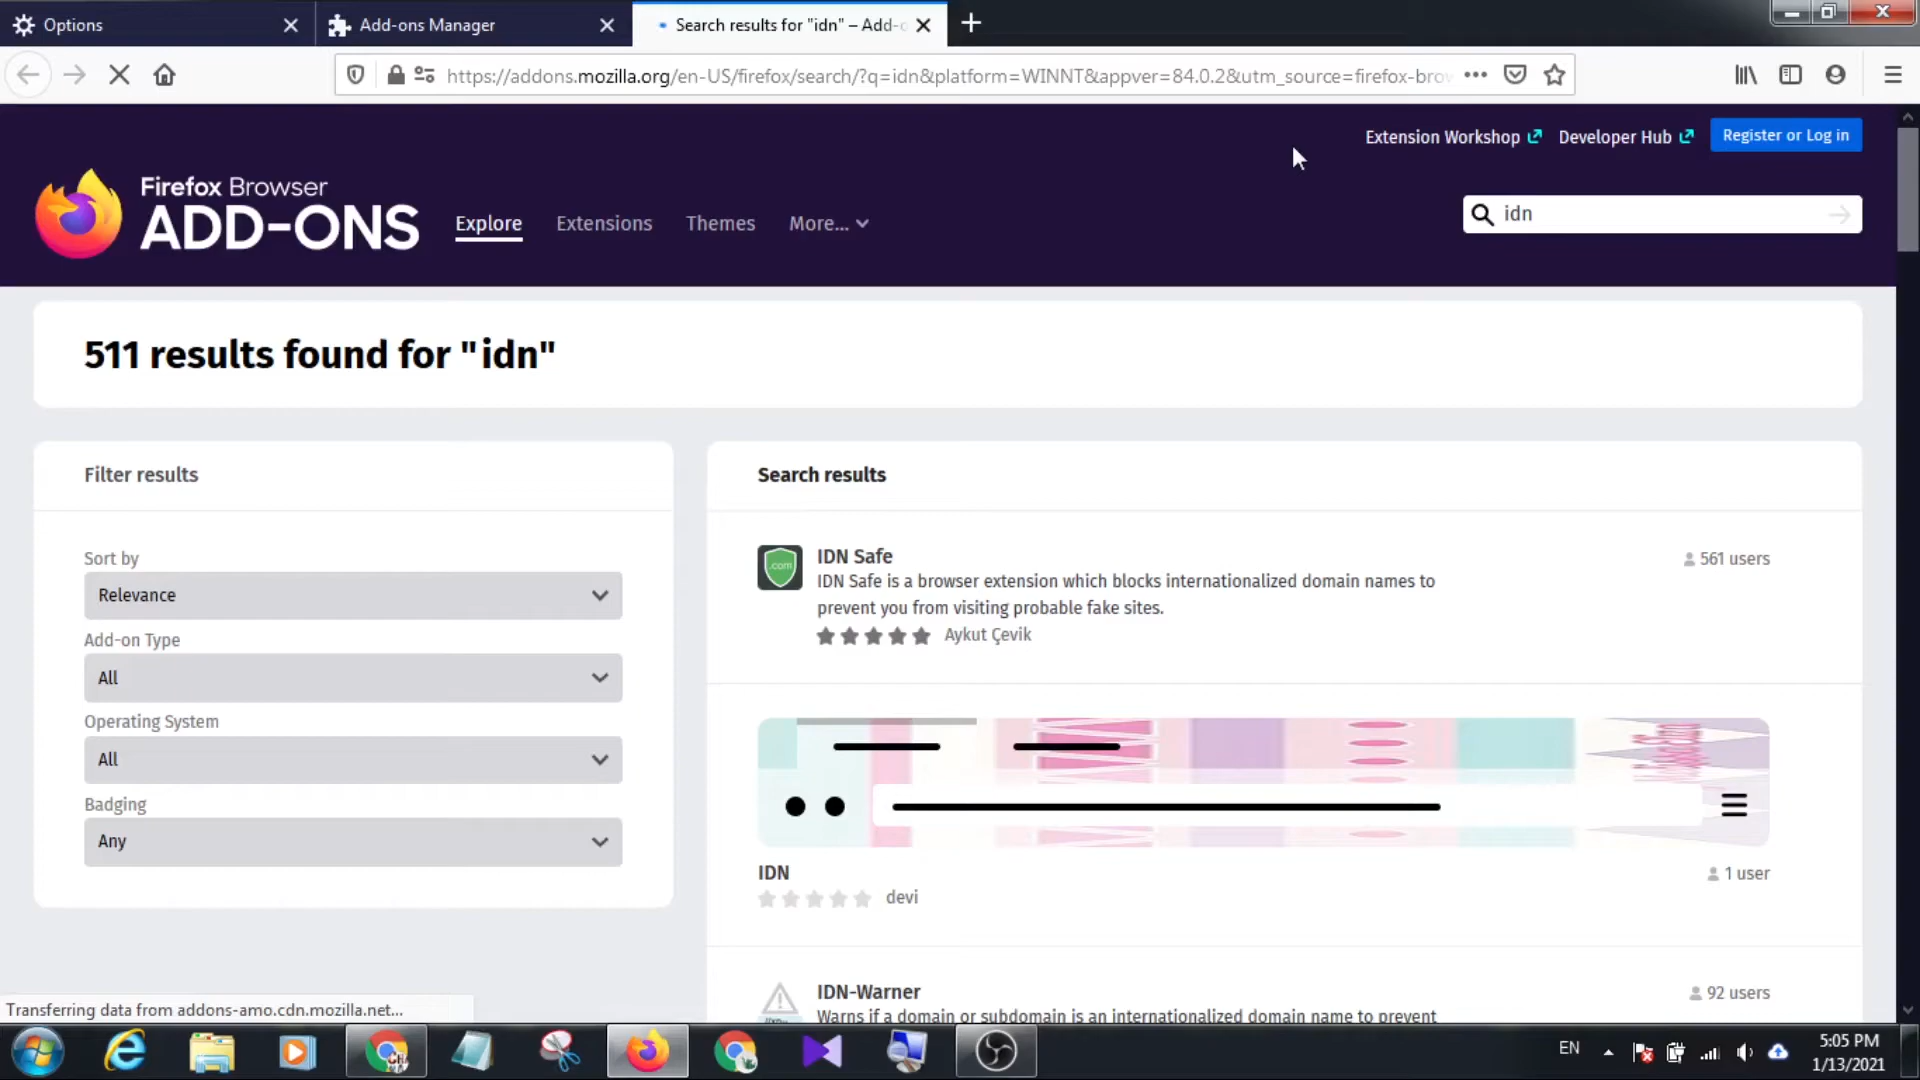 Options
Add-ons Manager
Search results for "idn" – Add-o
https://addons.mozilla.org/en-US/firefox/search/?q=idn&platform=WINNT&appver=84.0.2&utm_source=firefox-brow
Extension Workshop
Developer Hub
Register or Log in
Firefox Browser
ADD-ONS
Explore
Extensions
Themes
More...
idn
511 results found for "idn"
Filter results
Sort by
Relevance
Add-on Type
All
Operating System
All
Badging
Any
Search results
.com
IDN Safe
561 users
IDN Safe is a browser extension which blocks internationalized domain names to
prevent you from visiting probable fake sites.
Aykut Çevik
IDN
1 user
devi
IDN-Warner
92 users
Warns if a domain or subdomain is an internationalized domain name to prevent
Transferring data from addons-amo.cdn.mozilla.net...
EN
5:05 PM
1/13/2021